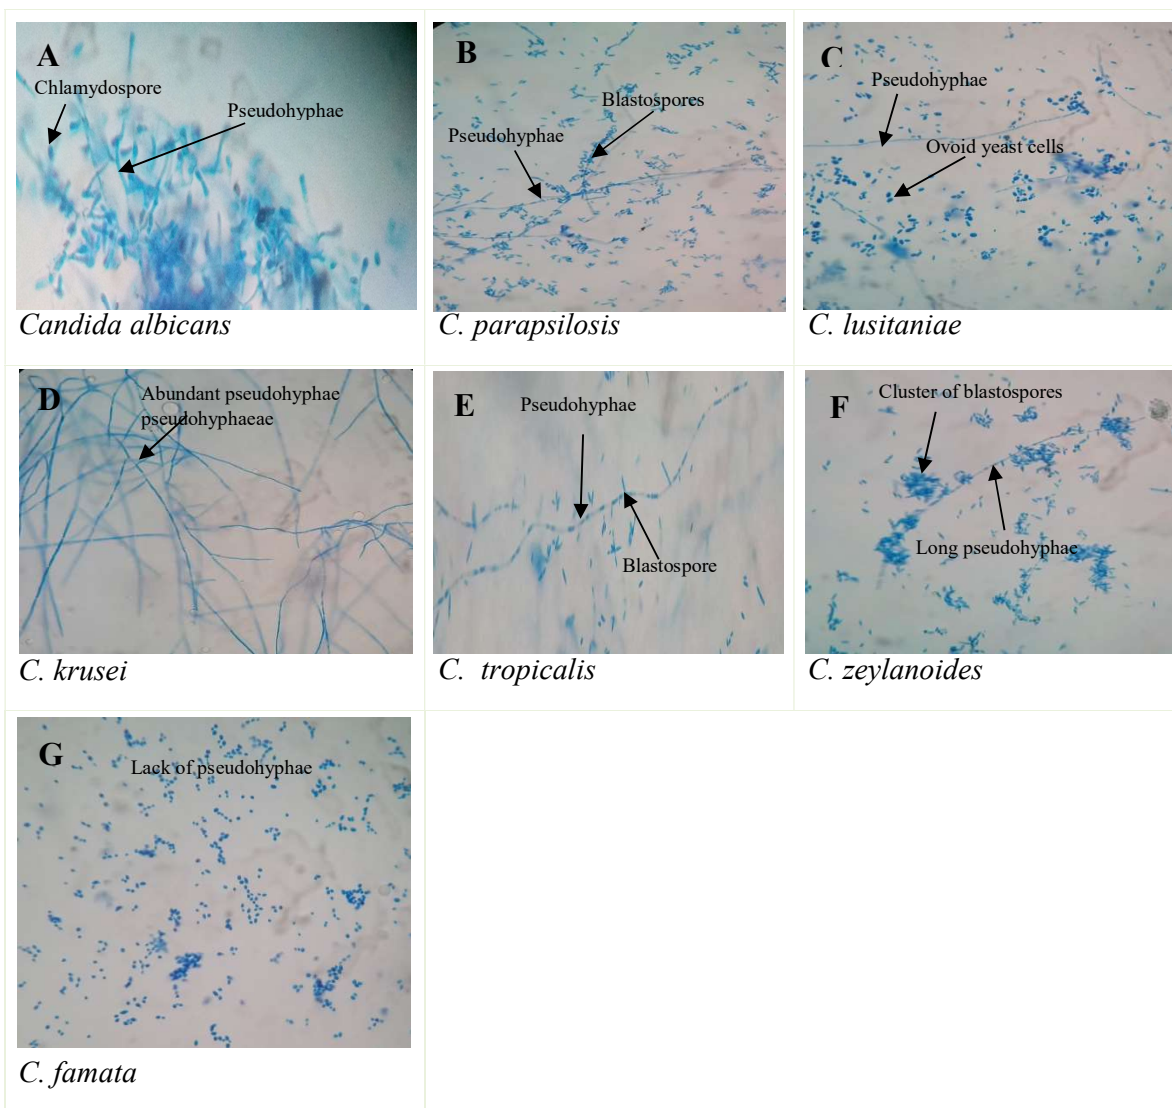 A
Chlamydospore
Pseudohyphae
Candida albicans
B
Blastospores
Pseudohyphae
C. parapsilosis
C
Pseudohyphae
Ovoid yeast cells
C. lusitaniae
D
Abundant pseudohyphae
pseudohyphaeae
C. krusei
E
Pseudohyphae
Blastospore
C. tropicalis
F
Cluster of blastospores
Long pseudohyphae
C. zeylanoides
G
Lack of pseudohyphae
C. famata